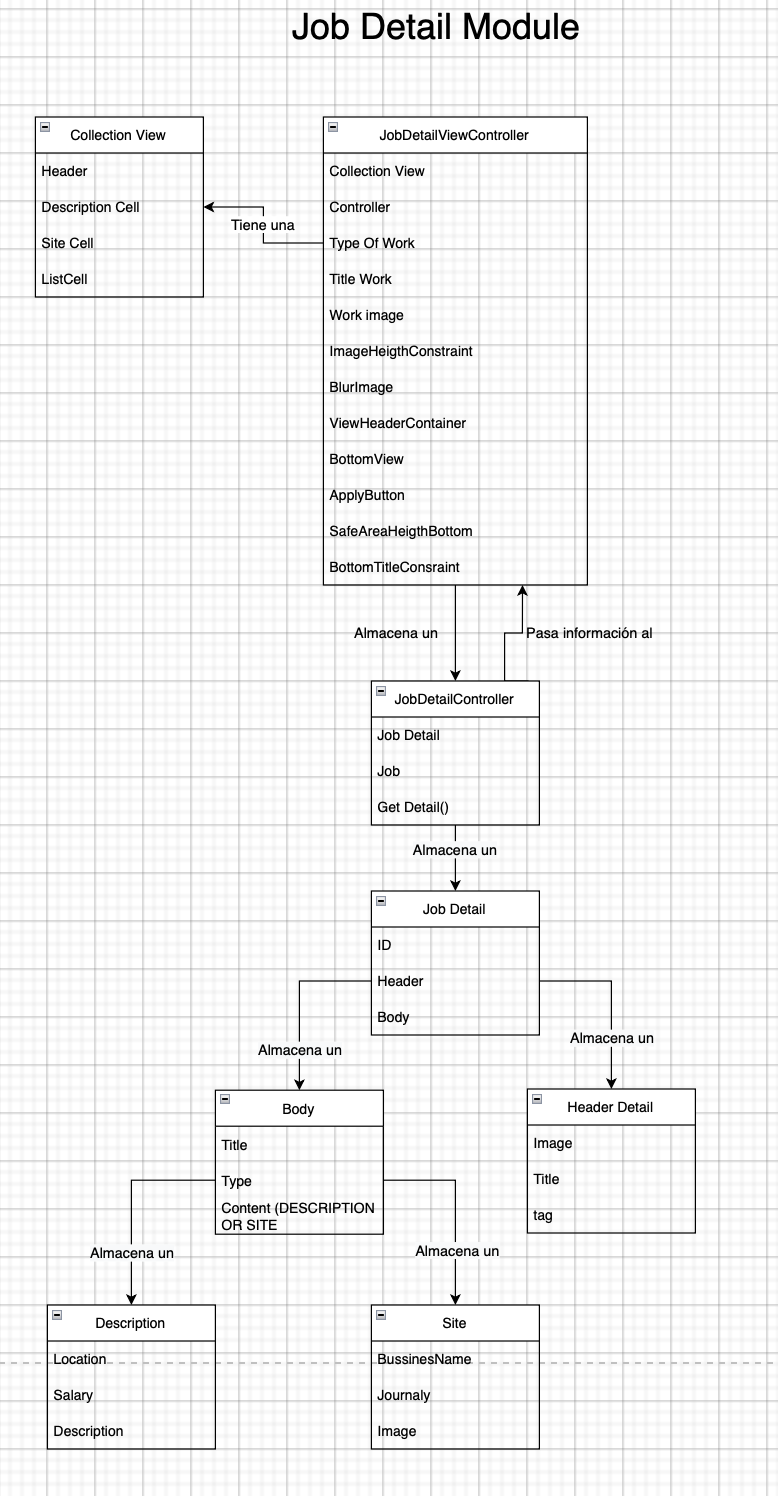 Job Detail Module
Collection View
Header
Description Cell
Site Cell
ListCell
Tiene una
JobDetailViewController
Collection View
Controller
Type Of Work
Title Work
Work image
ImageHeigthConstraint
BlurImage
ViewHeaderContainer
BottomView
ApplyButton
SafeAreaHeigthBottom
BottomTitleConsraint
Almacena un
Pasa información al
JobDetailController
Job Detail
Job
Get Detail()
Almacena un
Job Detail
ID
Header
Body
Almacena un
Almacena un
Body
Title
Type
Content (DESCRIPTION
OR SITE
Header Detail
Image
Title
tag
Almacena un
Almacena un
Description
Location
Salary
Description
Site
BussinesName
Journaly
Image